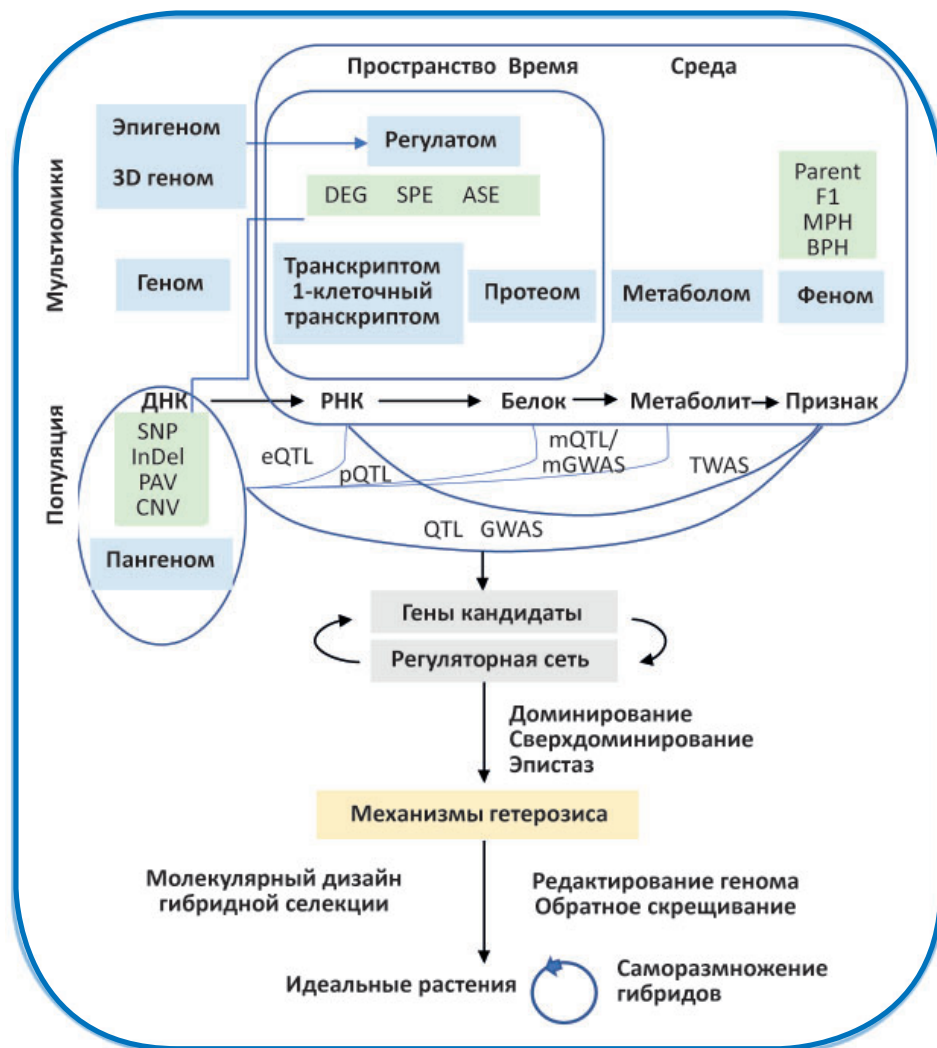 Пространство Время Среда
Мультиомики
Эпигеном
3D геном
Регулатом
DEG SPE ASE
Parent
F1
MPH
BPH
Геном
Транскриптом
1-клеточный
транскриптом
Протеом
Метаболом
Феном
Популяция
ДНК РНК Белок Метаболит Признак
SNP
InDel
PAV
CNV
Пангеном
eQTL
pQTL
mQTL/
mGWAS
TWAS
QTL GWAS
Гены кандидаты
Регуляторная сеть
Доминирование
Сверхдоминирование
Эпистаз
Механизмы гетерозиса
Молекулярный дизайн
гибридной селекции
Редактирование генома
Обратное скрещивание
Идеальные растения
Саморазмножение
гибридов